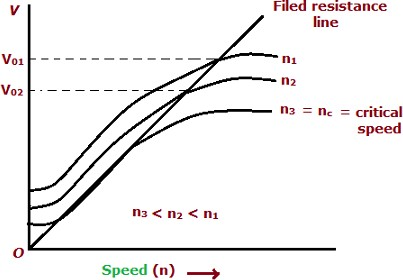 V
Filed resistance
line
V01
n1
V02
n2
n3 = nc = critical
speed
n3 < n2 < n1
O
Speed (n)